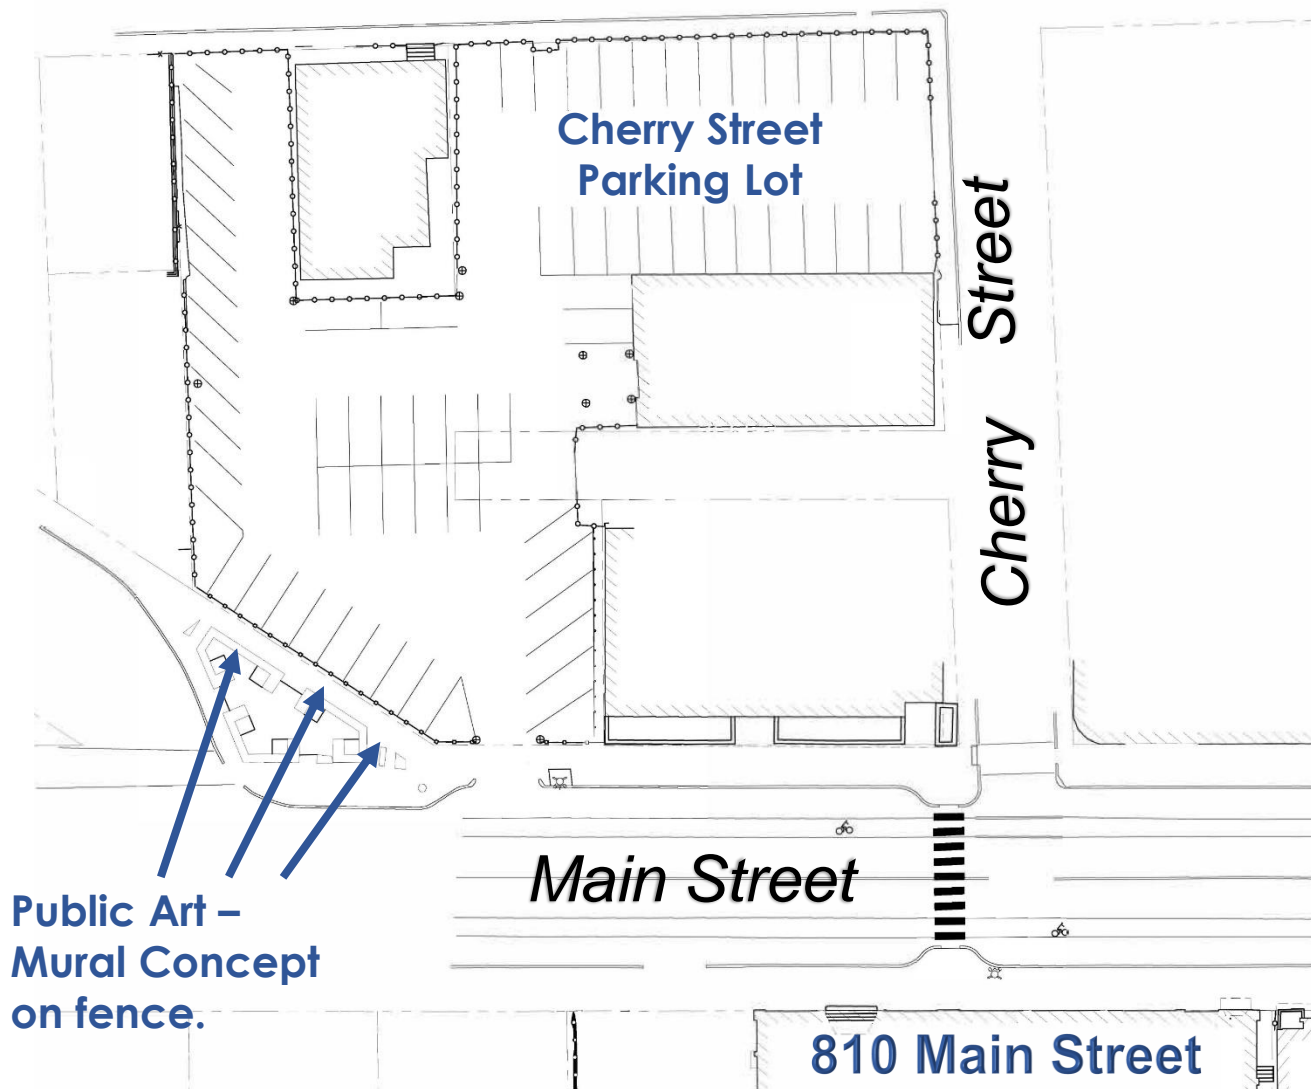 Cherry Street
Parking Lot
Cherry Street
Main Street
Public Art –
Mural Concept
on fence.
810 Main Street